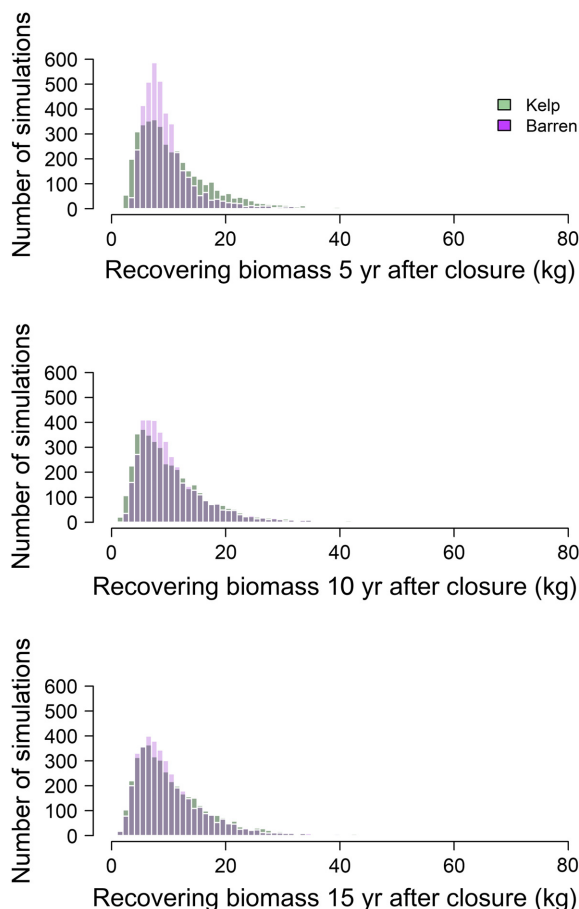 Number of simulations
600
500
400
300
200
100
0
Kelp
Barren
0 20 40 60 80
Recovering biomass 5 yr after closure (kg)
Number of simulations
600
500
400
300
200
100
0
0 20 40 60 80
Recovering biomass 10 yr after closure (kg)
Number of simulations
600
500
400
300
200
100
0
0 20 40 60 80
Recovering biomass 15 yr after closure (kg)